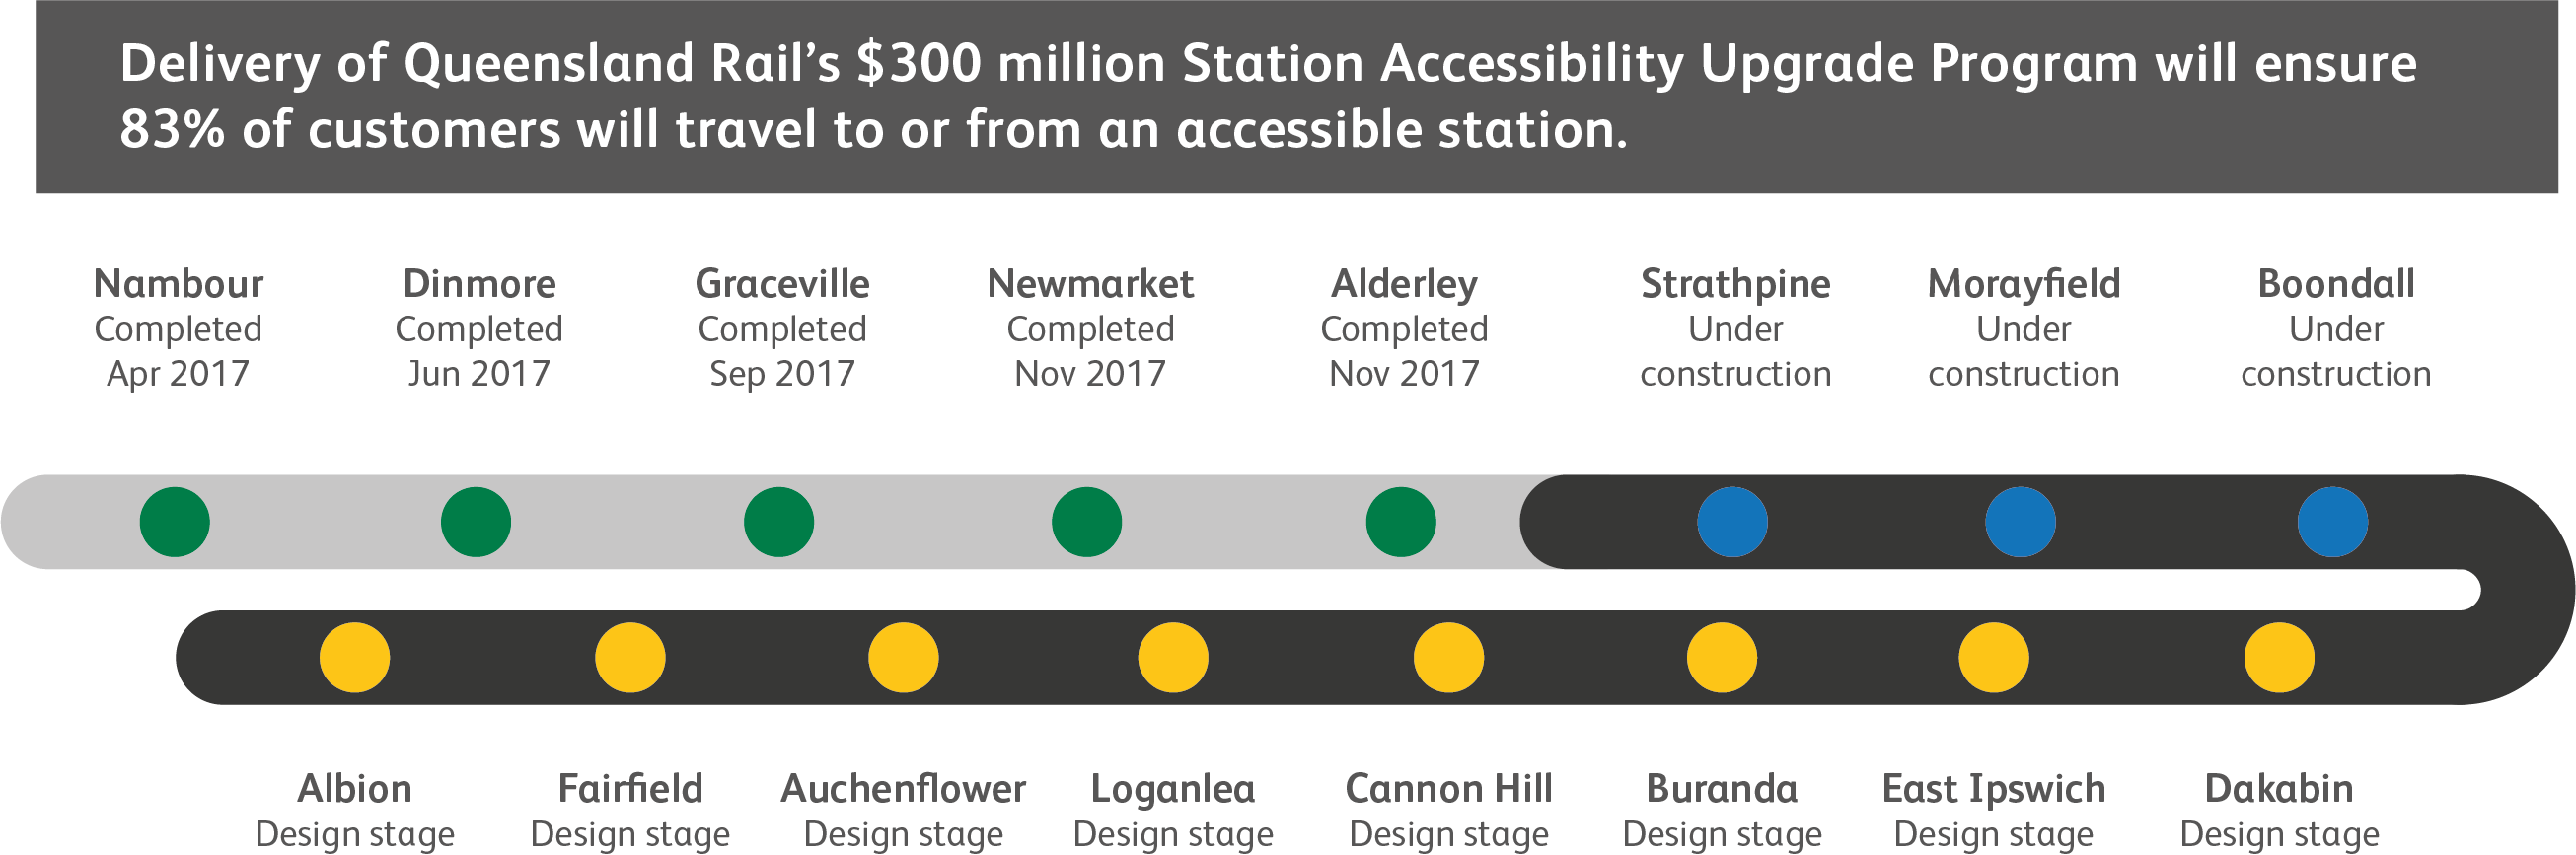 Delivery of Queensland Rail’s $300 million Station Accessibility Upgrade Program will ensure
83% of customers will travel to or from an accessible station.
Nambour
Completed
Apr 2017
Dinmore
Completed
Jun 2017
Graceville
Completed
Sep 2017
Newmarket
Completed
Nov 2017
Alderley
Completed
Nov 2017
Strathpine
Under
construction
Morayfield
Under
construction
Boondall
Under
construction
Albion
Design stage
Fairfield
Design stage
Auchenflower
Design stage
Loganlea
Design stage
Cannon Hill
Design stage
Buranda
Design stage
East Ipswich
Design stage
Dakabin
Design stage